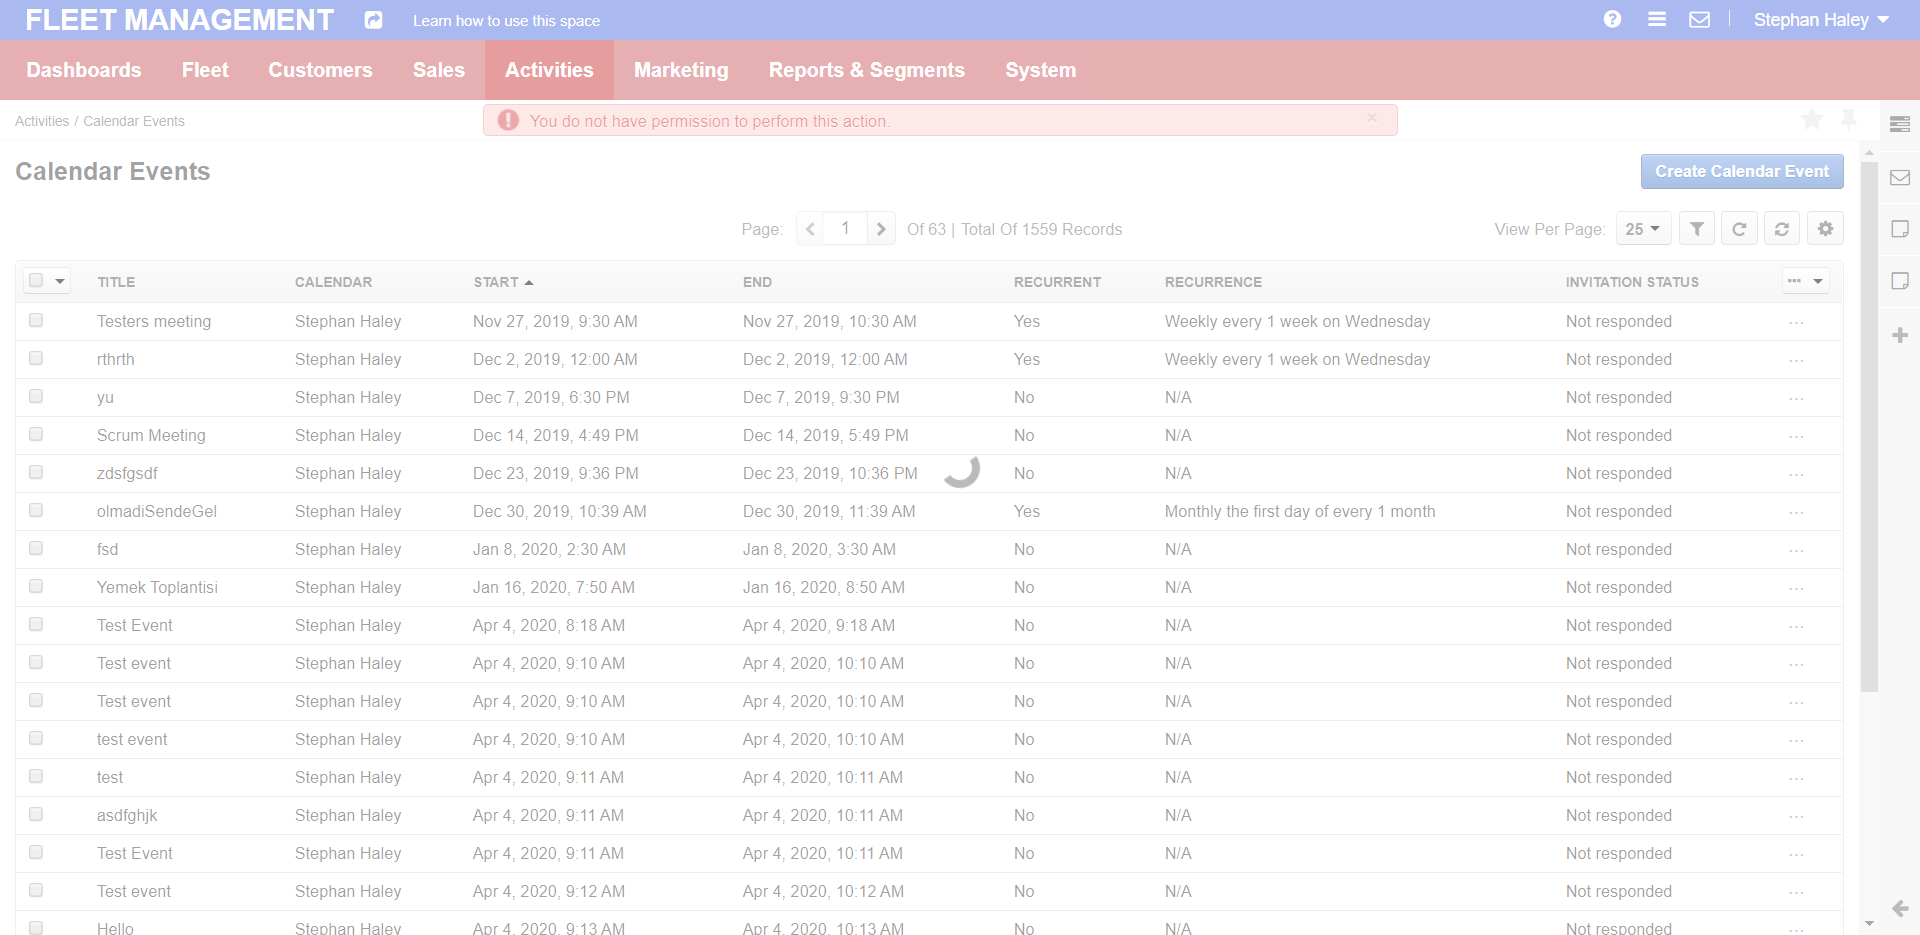 FLEET MANAGEMENT Learn how to use this space Stephan Haley
Dashboards Fleet Customers Sales Activities Marketing Reports & Segments System
Activities / Calendar Events
You do not have permission to perform this action. ×
Calendar Events
Create Calendar Event
Page: 1 Of 63 | Total Of 1559 Records View Per Page: 25
TITLE CALENDAR START END RECURRENT RECURRENCE INVITATION STATUS
Testers meeting Stephan Haley Nov 27, 2019, 9:30 AM Nov 27, 2019, 10:30 AM Yes Weekly every 1 week on Wednesday Not responded ...
rthrth Stephan Haley Dec 2, 2019, 12:00 AM Dec 2, 2019, 12:00 AM Yes Weekly every 1 week on Wednesday Not responded ...
yu Stephan Haley Dec 7, 2019, 6:30 PM Dec 7, 2019, 9:30 PM No N/A Not responded ...
Scrum Meeting Stephan Haley Dec 14, 2019, 4:49 PM Dec 14, 2019, 5:49 PM No N/A Not responded ...
zdsfgsdf Stephan Haley Dec 23, 2019, 9:36 PM Dec 23, 2019, 10:36 PM No N/A Not responded ...
olmadiSendeGel Stephan Haley Dec 30, 2019, 10:39 AM Dec 30, 2019, 11:39 AM Yes Monthly the first day of every 1 month Not responded ...
fsd Stephan Haley Jan 8, 2020, 2:30 AM Jan 8, 2020, 3:30 AM No N/A Not responded ...
Yemek Toplantisi Stephan Haley Jan 16, 2020, 7:50 AM Jan 16, 2020, 8:50 AM No N/A Not responded ...
Test Event Stephan Haley Apr 4, 2020, 8:18 AM Apr 4, 2020, 9:18 AM No N/A Not responded ...
Test event Stephan Haley Apr 4, 2020, 9:10 AM Apr 4, 2020, 10:10 AM No N/A Not responded ...
Test event Stephan Haley Apr 4, 2020, 9:10 AM Apr 4, 2020, 10:10 AM No N/A Not responded ...
test event Stephan Haley Apr 4, 2020, 9:10 AM Apr 4, 2020, 10:10 AM No N/A Not responded ...
test Stephan Haley Apr 4, 2020, 9:11 AM Apr 4, 2020, 10:11 AM No N/A Not responded ...
asdfghjk Stephan Haley Apr 4, 2020, 9:11 AM Apr 4, 2020, 10:11 AM No N/A Not responded ...
Test Event Stephan Haley Apr 4, 2020, 9:11 AM Apr 4, 2020, 10:11 AM No N/A Not responded ...
Test event Stephan Haley Apr 4, 2020, 9:12 AM Apr 4, 2020, 10:12 AM No N/A Not responded ...
Hello Stephan Haley Apr 4, 2020, 9:13 AM Apr 4, 2020, 10:13 AM No N/A Not responded ...